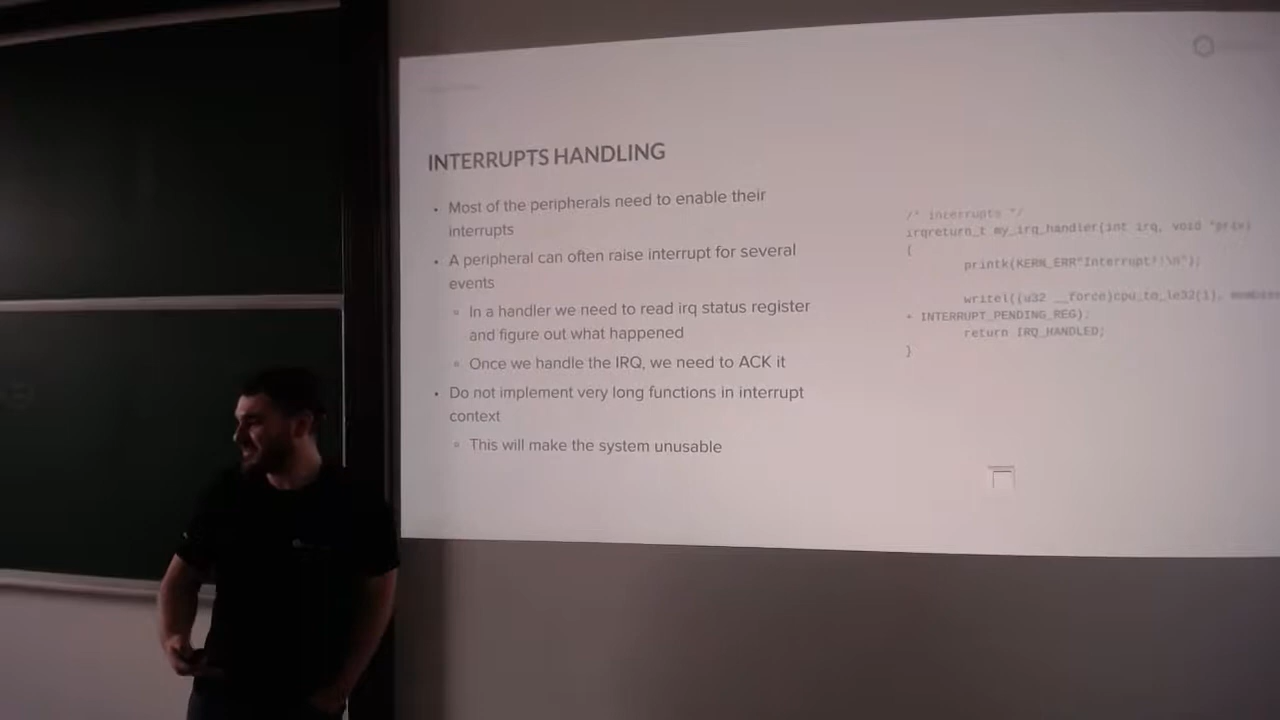 INTERRUPTS HANDLING
• Most of the peripherals need to enable their
interrupts
• A peripheral can often raise interrupt for several
events
In a handler we need to read irq status register
and figure out what happened
Once we handle the IRQ, we need to ACK it
• Do not implement very long functions in interrupt
context
This will make the system unusable
/* interrupts */
irqreturn_t my_irq_handler(int irq, void *priv)
{
printk(KERN_ERR"Interrupt!!\n");
writel((u32 __force)cpu_to_le32(1),
+ INTERRUPT_PENDING_REG);
return IRQ_HANDLED;
}